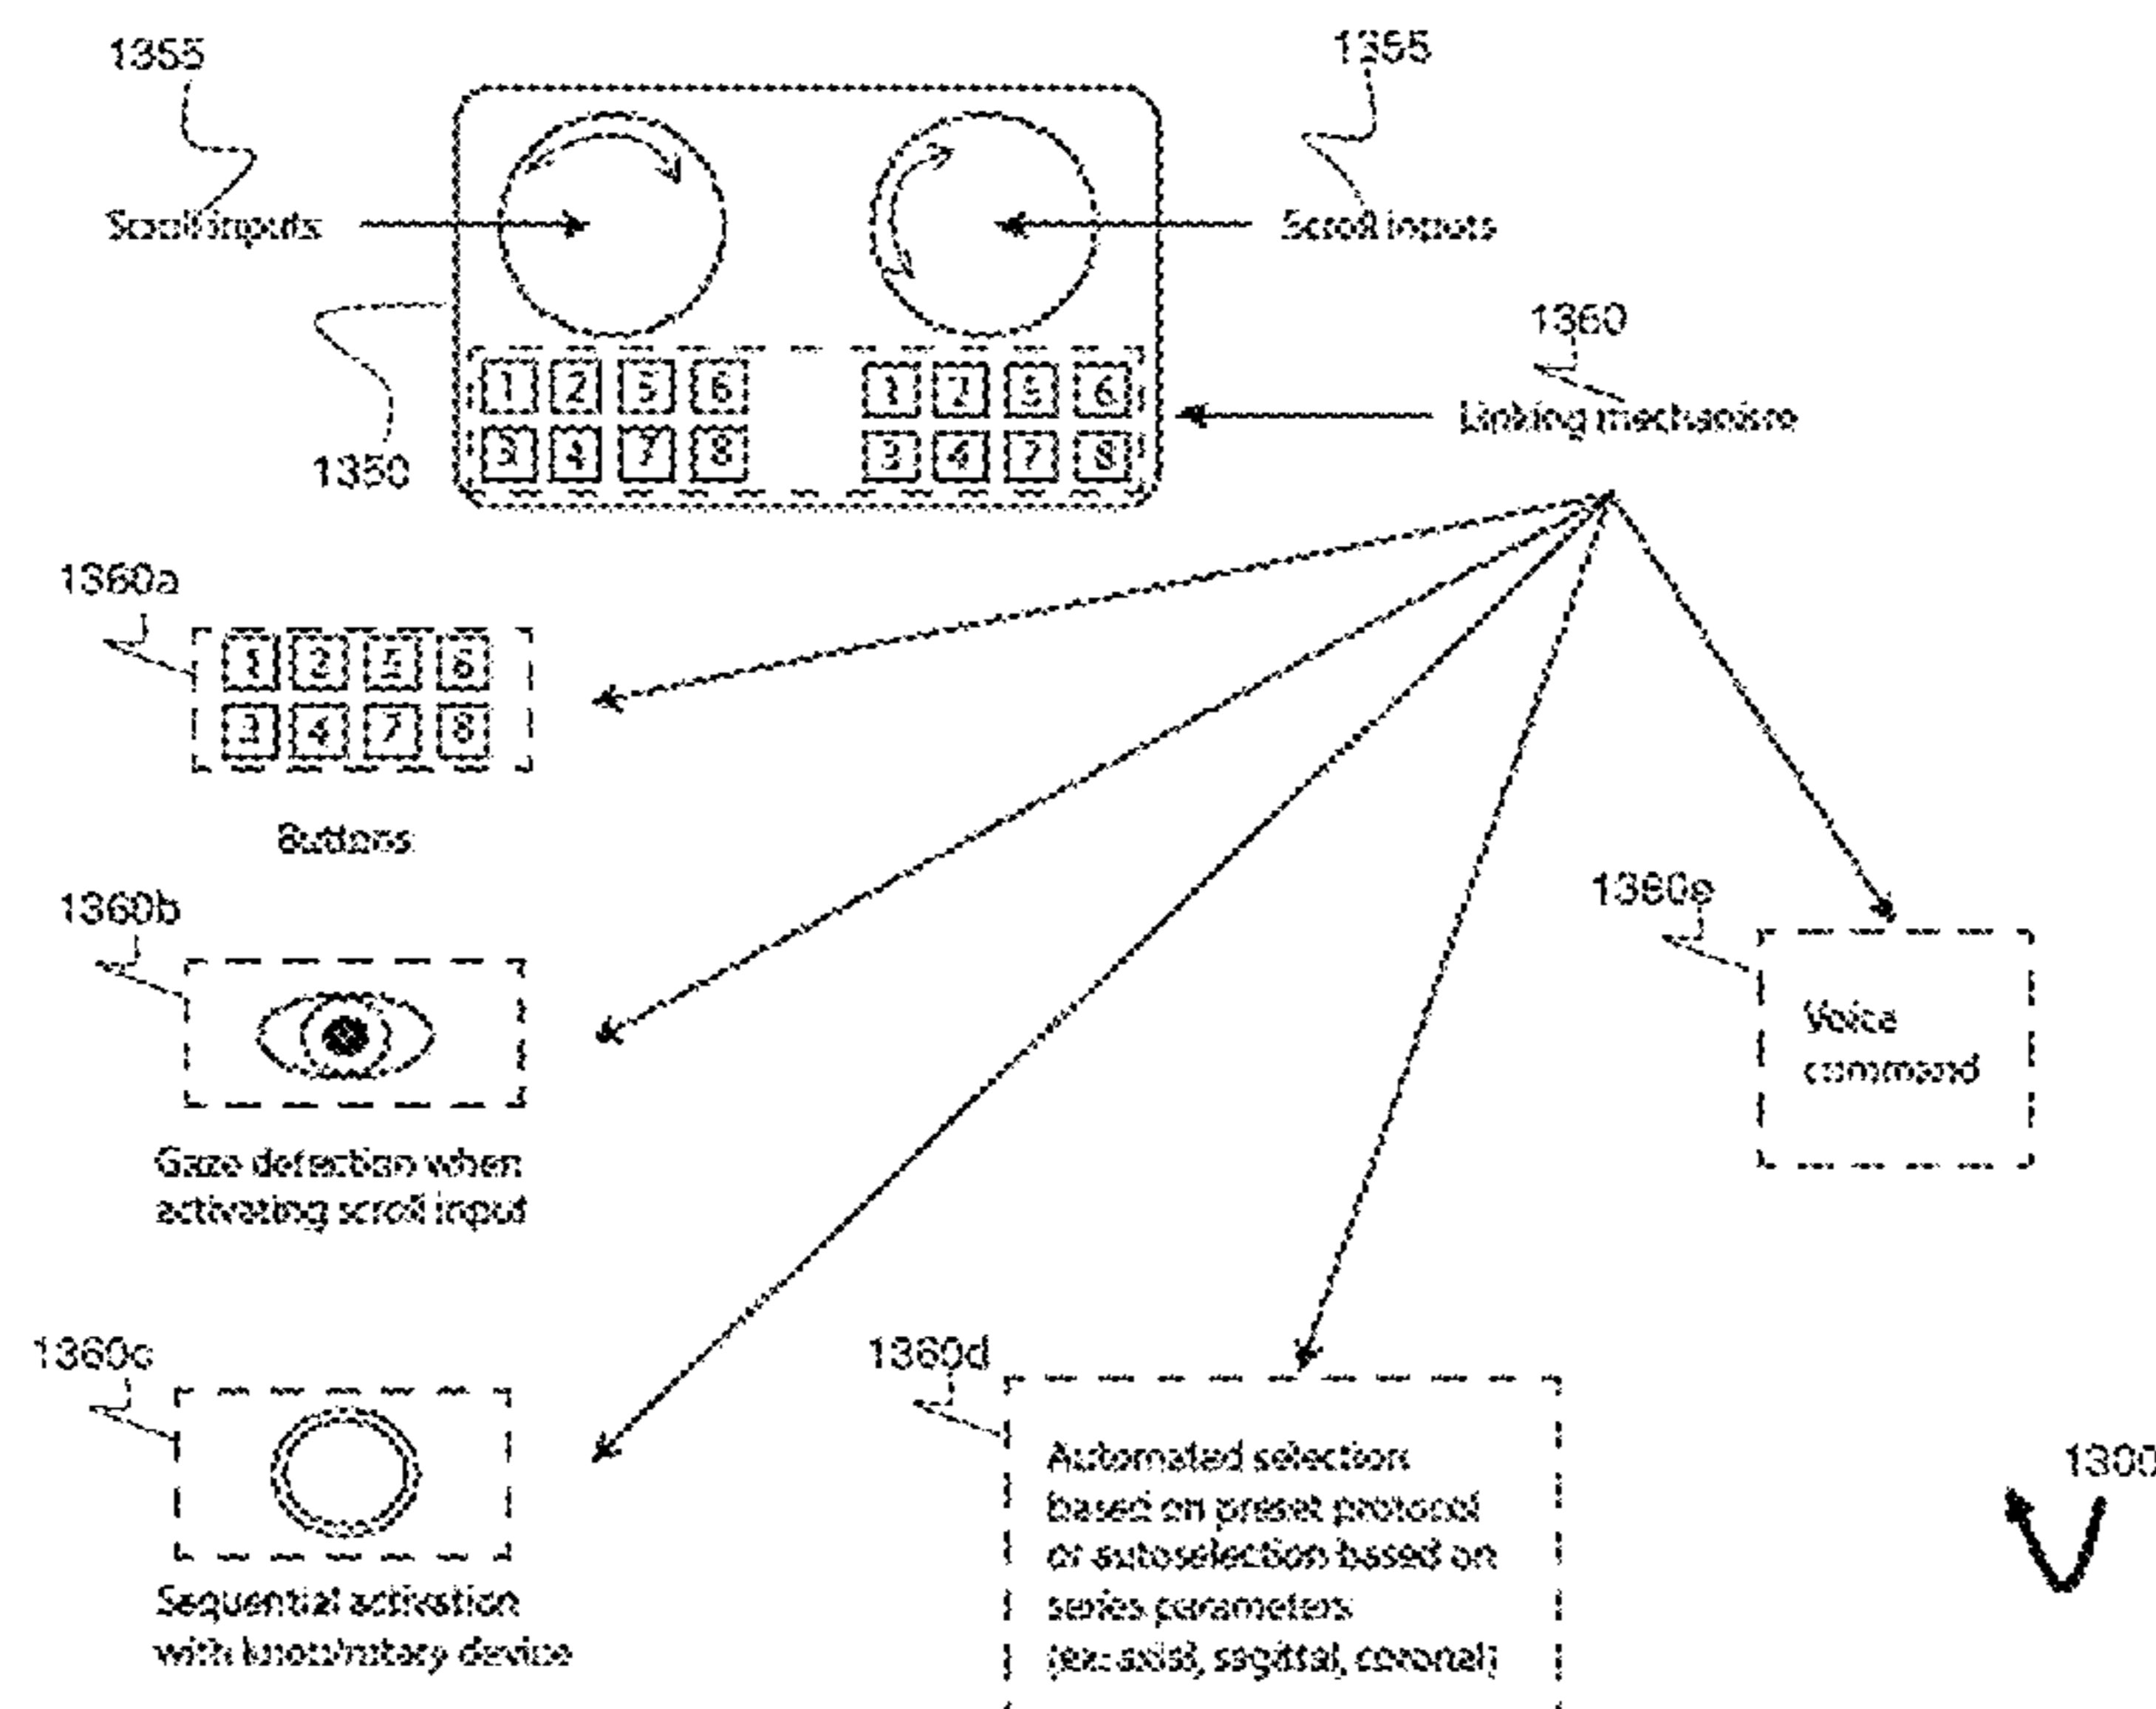 1355
1355
Scroll inputs
Scroll inputs
1360
Linking mechanism
1 2 5 6
1 2 5 6
3 4 7 8
3 4 7 8
1350
1360a
1 2 5 6
3 4 7 8
Buttons
1360b
1360e
Voice
command
Gaze detection when
activating scroll input
1360c
1360d
Sequential activation
with knob/rotary device
Automated selection
based on preset protocol
or autoselection based on
series parameters
(ex: axial, sagittal, coronal)
1300